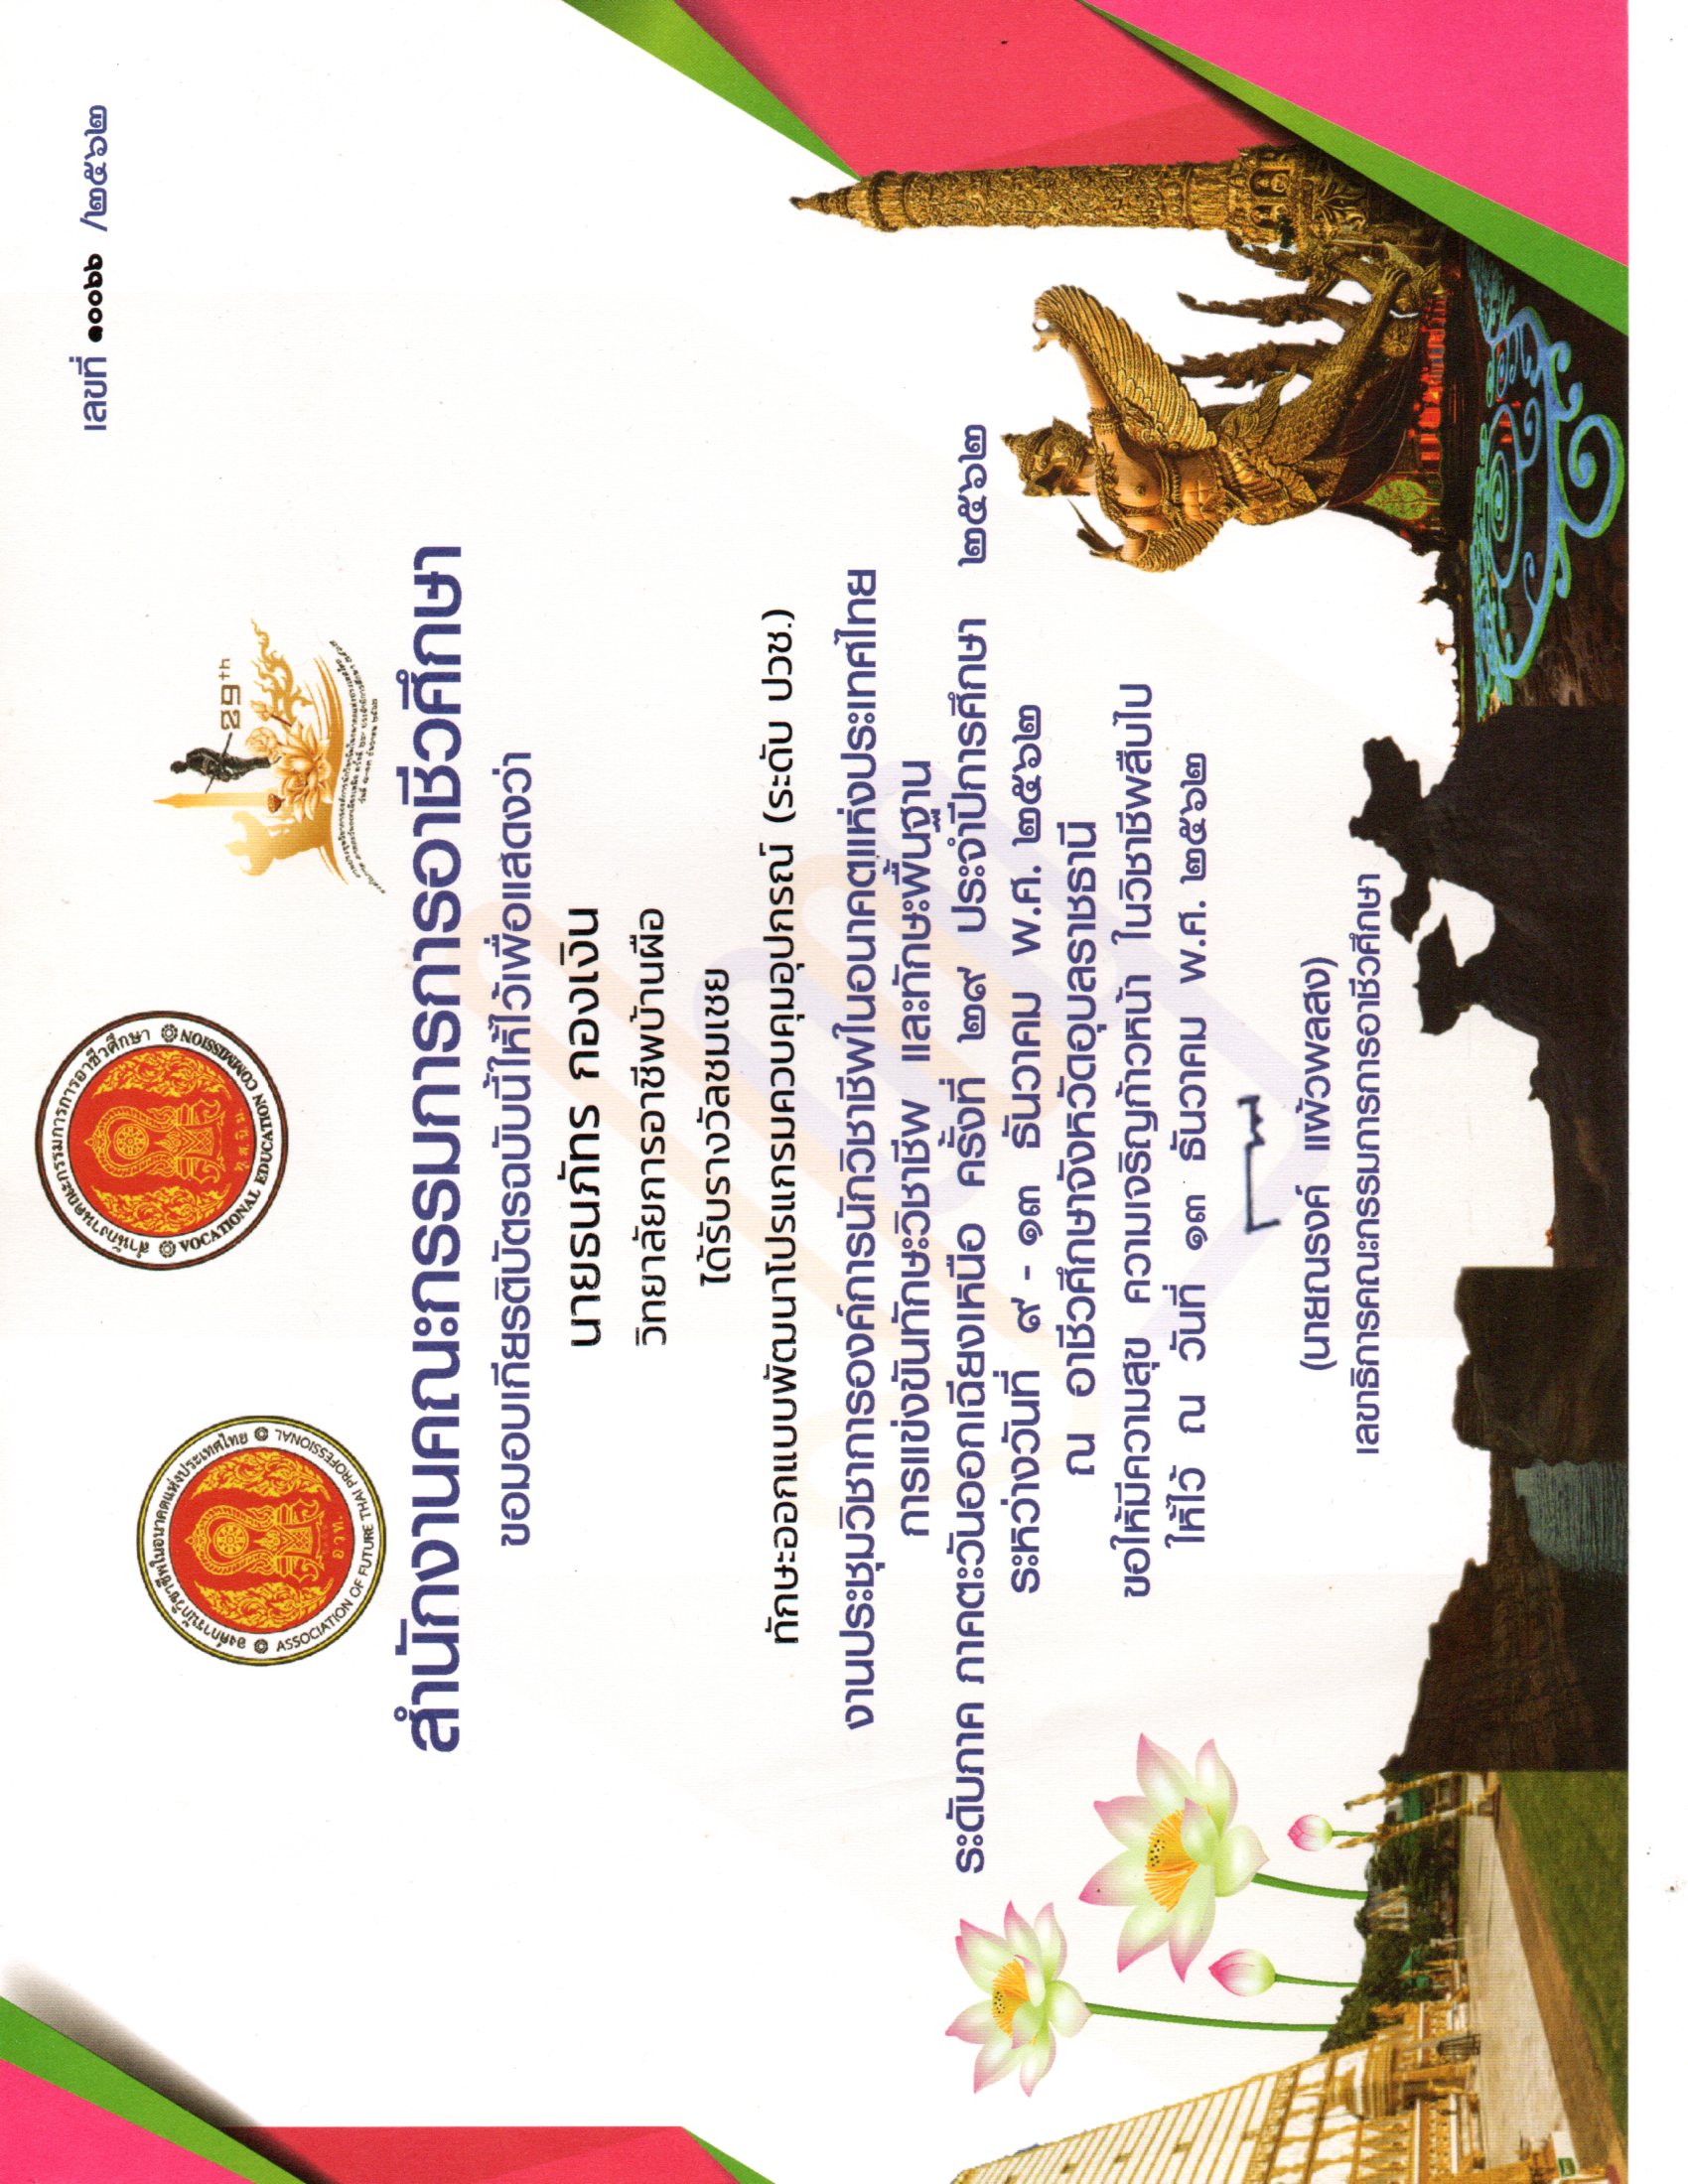 เลขที่ ๑๐๐๖๖ /๒๕๖๒
สำนักงานคณะกรรมการการอาชีวศึกษา
VOCATIONAL EDUCATION COMMISSION
องค์การนักวิชาชีพในอนาคตแห่งประเทศไทย
อวท.
ASSOCIATION OF FUTURE THAI PROFESSIONAL
29th
สำนักงานคณะกรรมการการอาชีวศึกษา
ขอมอบเกียรติบัตรฉบับนี้ให้ไว้เพื่อแสดงว่า
นายธนภัทร กองเงิน
วิทยาลัยการอาชีพบ้านผือ
ได้รับรางวัลชมเชย
ทักษะออกแบบพัฒนาโปรแกรมควบคุมอุปกรณ์ (ระดับ ปวช.)
งานประชุมวิชาการองค์การนักวิชาชีพในอนาคตแห่งประเทศไทย
การแข่งขันทักษะวิชาชีพ และทักษะพื้นฐาน
ระดับภาค ภาคตะวันออกเฉียงเหนือ ครั้งที่ ๒๙ ประจำปีการศึกษา ๒๕๖๒
ระหว่างวันที่ ๙ - ๑๓ ธันวาคม พ.ศ. ๒๕๖๒
ณ อาชีวศึกษาจังหวัดอุบลราชธานี
ขอให้มีความสุข ความเจริญก้าวหน้า ในวิชาชีพสืบไป
ให้ไว้ ณ วันที่ ๑๓ ธันวาคม พ.ศ. ๒๕๖๒
(นายณรงค์ แผ้วพลสง)
เลขาธิการคณะกรรมการการอาชีวศึกษา